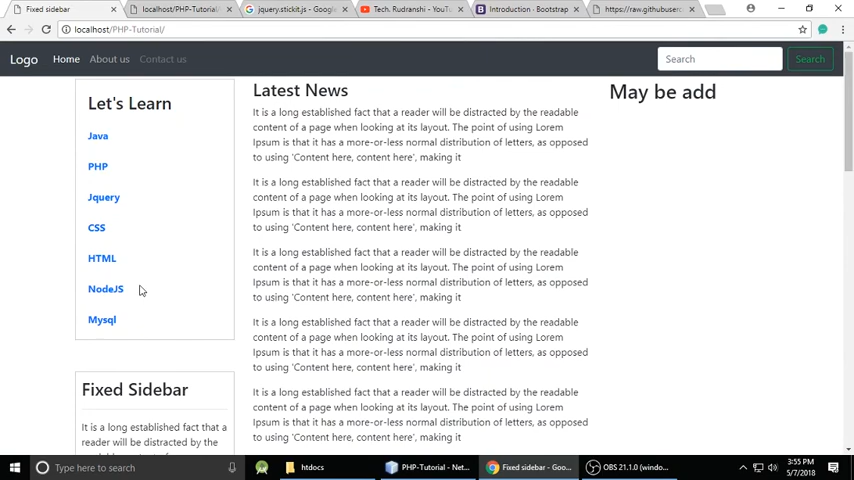 Fixed sidebar
localhost/PHP-Tutorial/
jquery.stickit.js - Google
Tech. Rudranshi - YouTu
Introduction · Bootstrap
https://raw.githubuserc
localhost/PHP-Tutorial/
Logo
Home
About us
Contact us
Search
Search
Let's Learn
Java
PHP
Jquery
CSS
HTML
NodeJS
Mysql
Fixed Sidebar
It is a long established fact that a
reader will be distracted by the
Latest News
It is a long established fact that a reader will be distracted by the readable
content of a page when looking at its layout. The point of using Lorem
Ipsum is that it has a more-or-less normal distribution of letters, as opposed
to using 'Content here, content here', making it
It is a long established fact that a reader will be distracted by the readable
content of a page when looking at its layout. The point of using Lorem
Ipsum is that it has a more-or-less normal distribution of letters, as opposed
to using 'Content here, content here', making it
It is a long established fact that a reader will be distracted by the readable
content of a page when looking at its layout. The point of using Lorem
Ipsum is that it has a more-or-less normal distribution of letters, as opposed
to using 'Content here, content here', making it
It is a long established fact that a reader will be distracted by the readable
content of a page when looking at its layout. The point of using Lorem
Ipsum is that it has a more-or-less normal distribution of letters, as opposed
to using 'Content here, content here', making it
It is a long established fact that a reader will be distracted by the readable
content of a page when looking at its layout. The point of using Lorem
Ipsum is that it has a more-or-less normal distribution of letters, as opposed
to using 'Content here, content here', making it
May be add
Type here to search
htdocs
PHP-Tutorial - Net...
Fixed sidebar - Goo...
OBS 21.1.0 (windo...
3:55 PM
5/7/2018